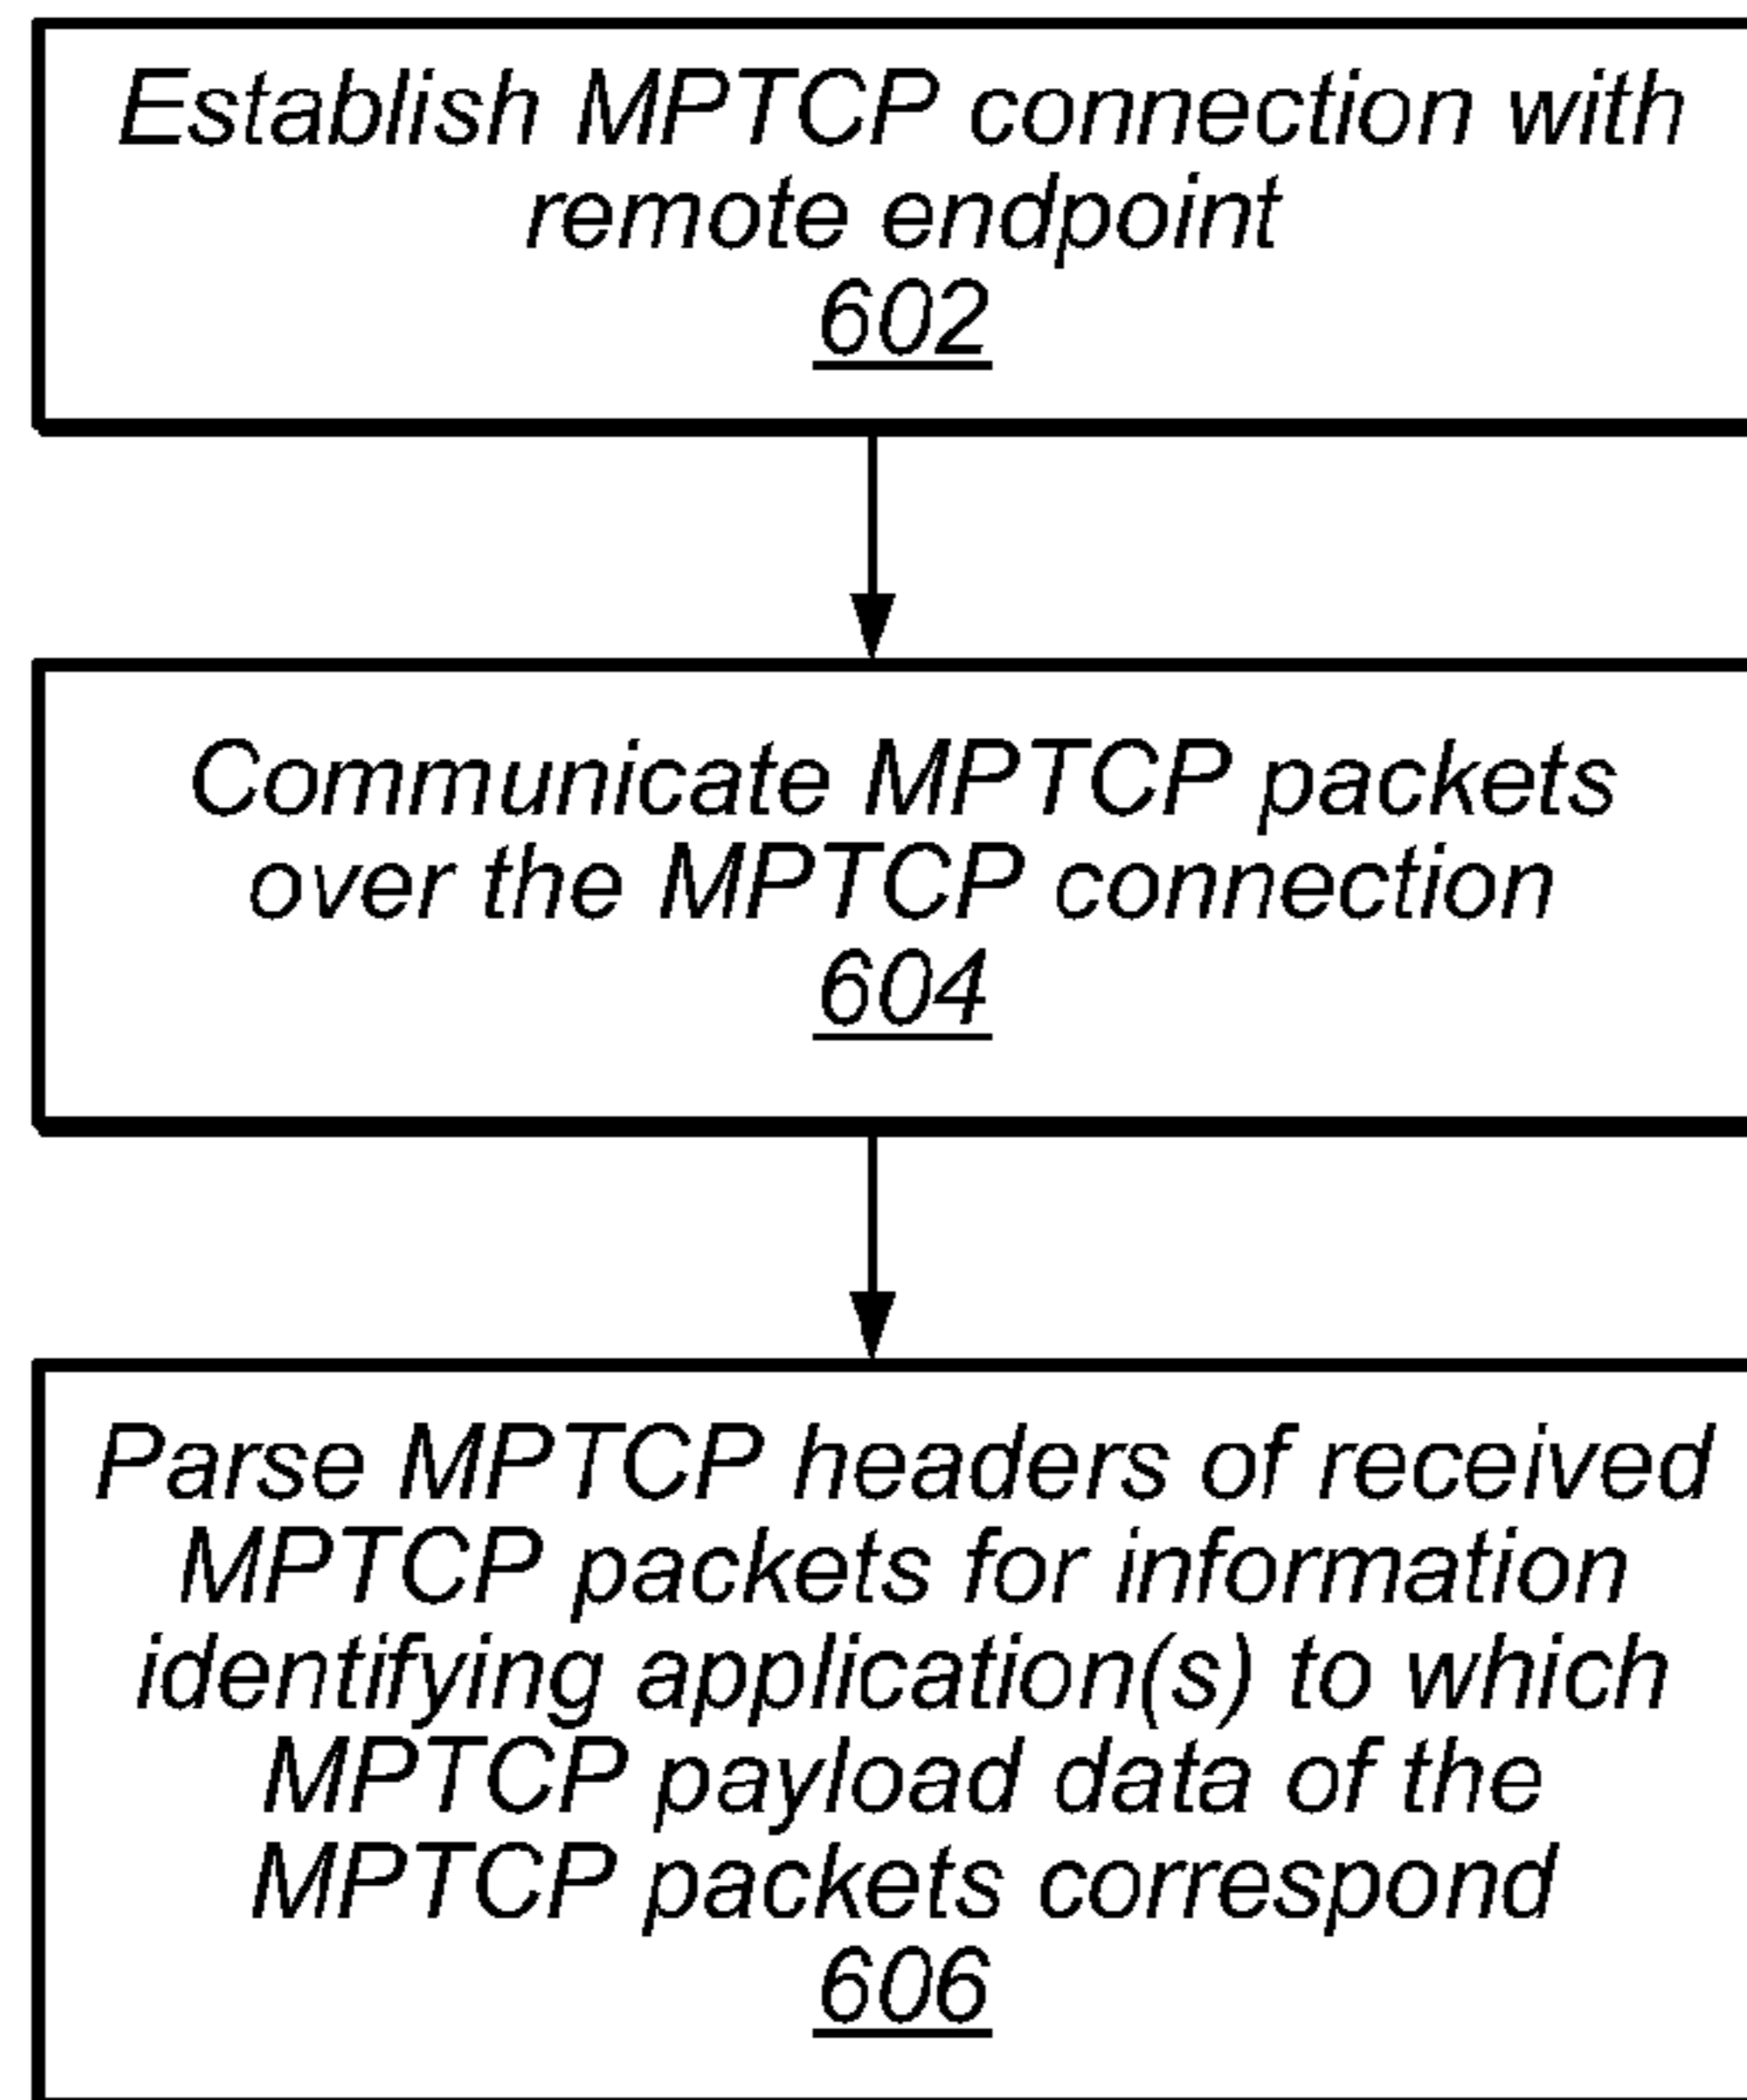 Establish MPTCP connection with
remote endpoint
602
Communicate MPTCP packets
over the MPTCP connection
604
Parse MPTCP headers of received
MPTCP packets for information
identifying application(s) to which
MPTCP payload data of the
MPTCP packets correspond
606